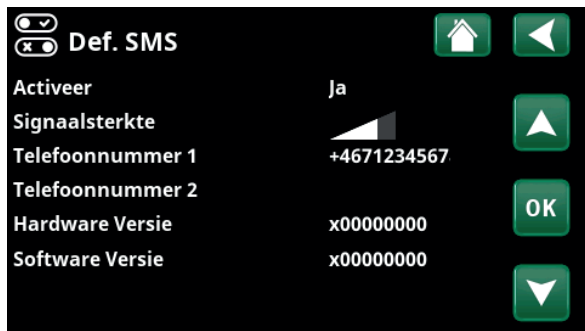 Def. SMS
Activeer Ja
Signaalsterkte
Telefoonnummer 1 +4671234567
Telefoonnummer 2
OK
Hardware Versie x00000000
Software Versie x00000000